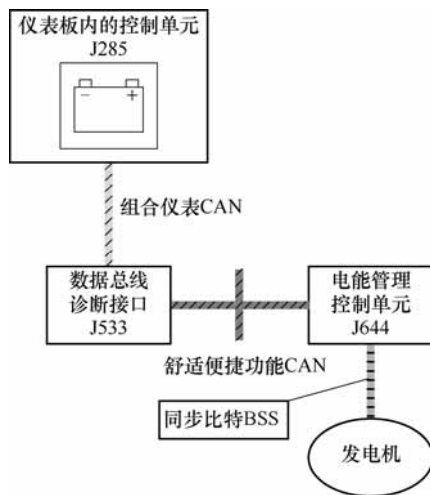 仪表板内的控制单元
J285
- +
组合仪表CAN
数据总线
诊断接口
J533
电能管理
控制单元
J644
舒适便捷功能CAN
同步比特BSS
发电机